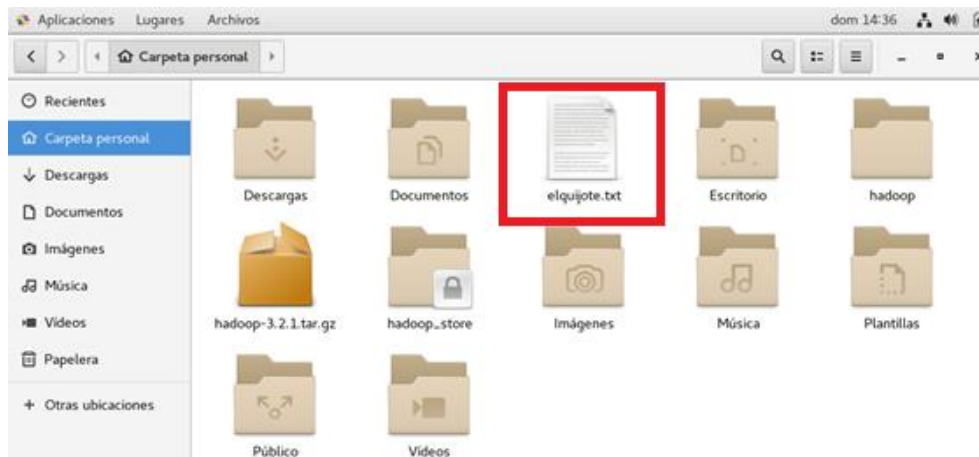 Aplicaciones Lugares Archivos dom 14:36
Carpeta personal
Recientes
Carpeta personal
Descargas
Documentos
Imágenes
Música
Vídeos
Papelera
+ Otras ubicaciones
Descargas Documentos elquijote.txt Escritorio hadoop
hadoop-3.2.1.tar.gz hadoop_store Imágenes Música Plantillas
Público Vídeos